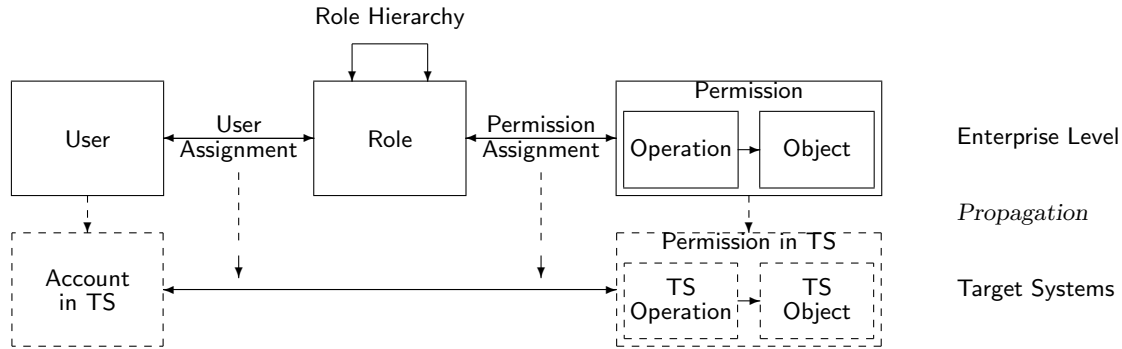 Role Hierarchy
Permission
User
User
Assignment
Role
Permission
Assignment
Operation
Object
Enterprise Level
Propagation
Permission in TS
Account
in TS
TS
Operation
TS
Object
Target Systems